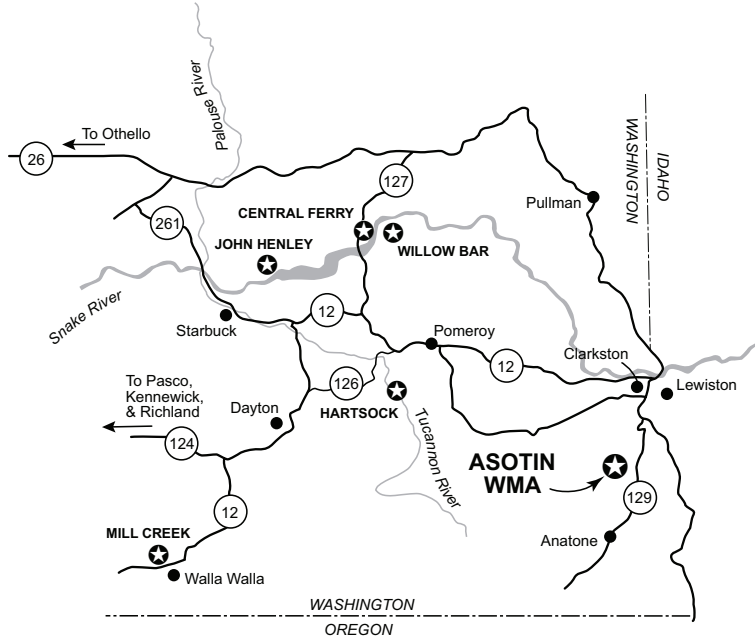 Palouse River
To Othello
26
WASHINGTON
IDAHO
127
Pullman
261
CENTRAL FERRY
JOHN HENLEY
WILLOW BAR
Snake River
Starbuck
12
Pomeroy
12
Clarkston
Lewiston
To Pasco,
Kennewick,
& Richland
126
HARTSOCK
Dayton
Tucannon River
124
ASOTIN
WMA
129
12
Anatone
MILL CREEK
Walla Walla
WASHINGTON
OREGON